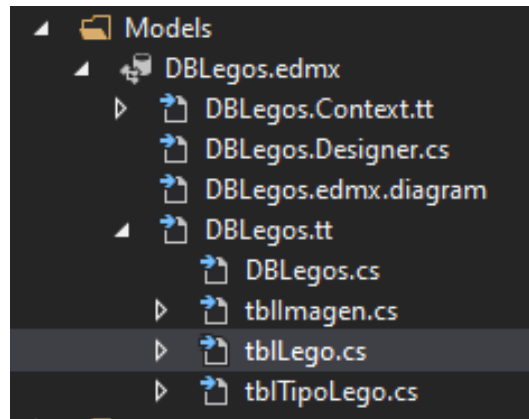 Models
DBLegos.edmx
DBLegos.Context.tt
DBLegos.Designer.cs
DBLegos.edmx.diagram
DBLegos.tt
DBLegos.cs
tblImagen.cs
tblLego.cs
tblTipoLego.cs